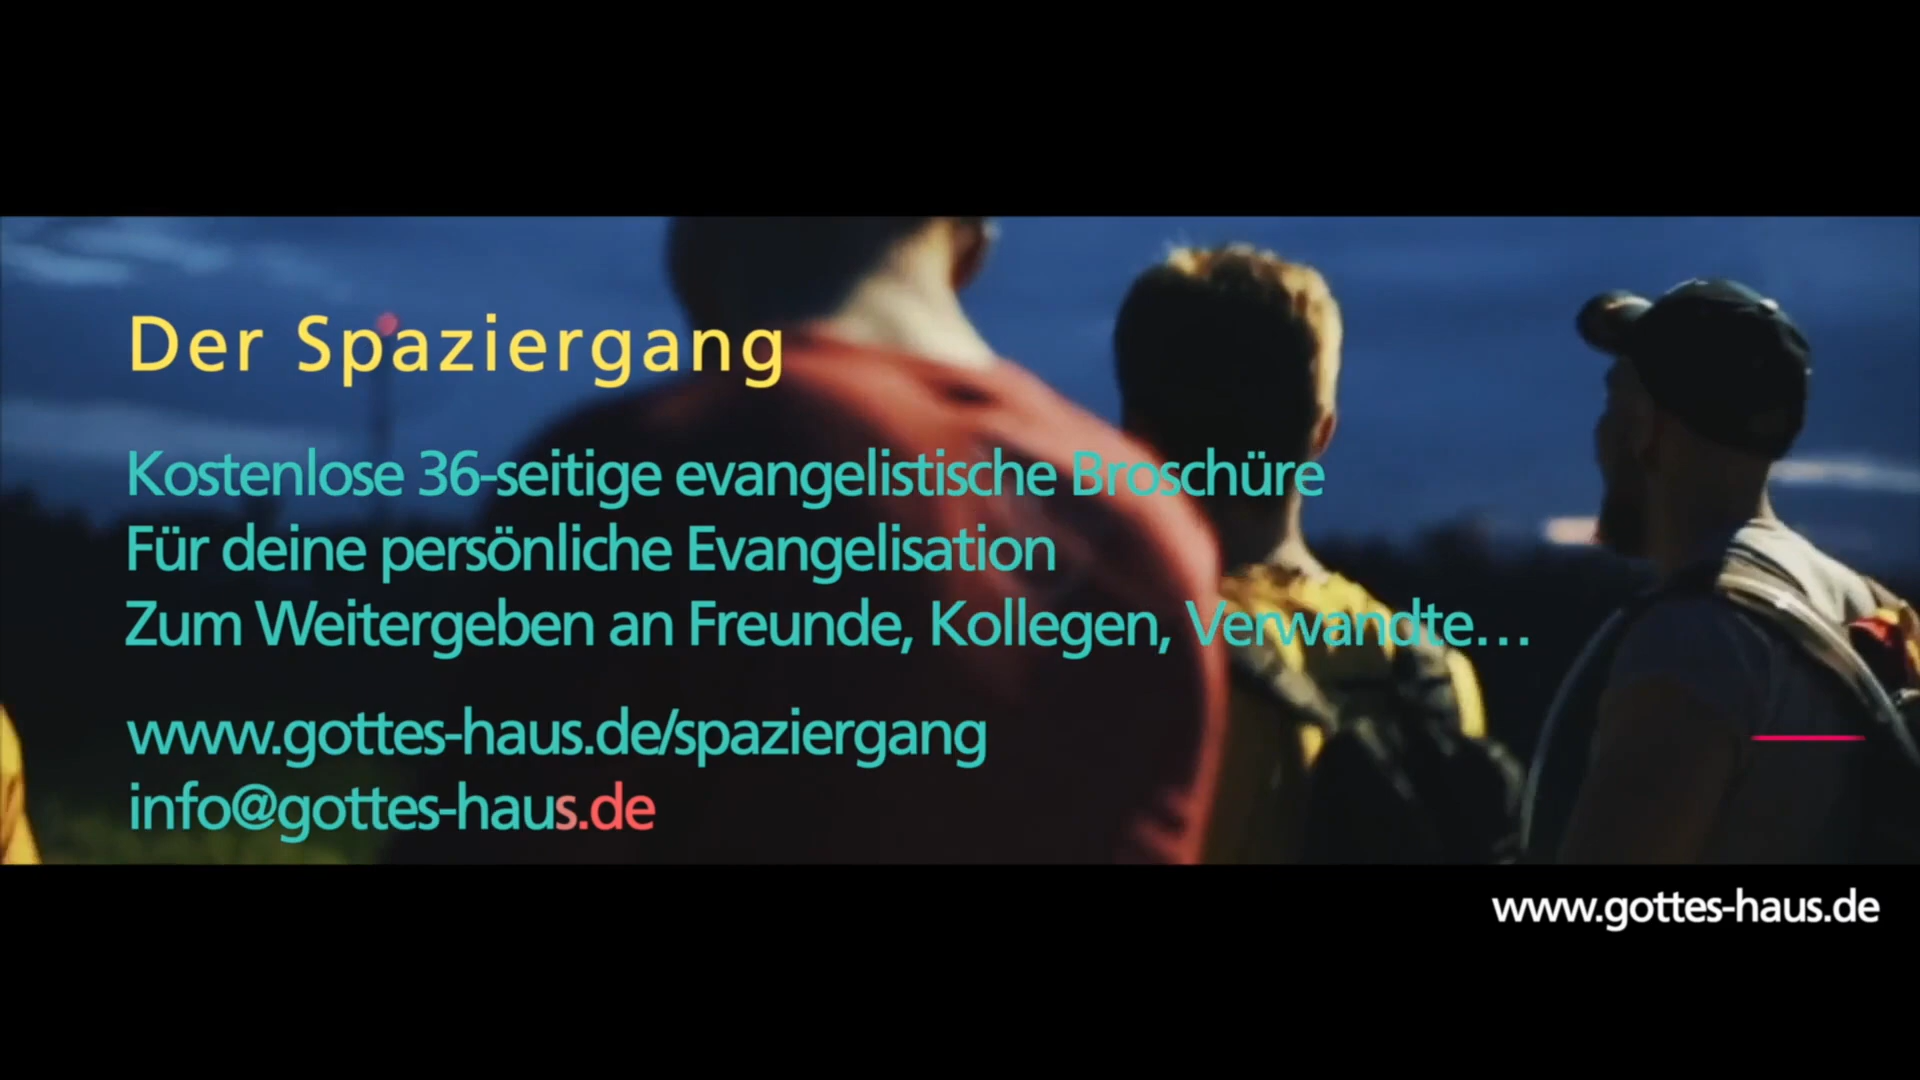 Der Spaziergang
Kostenlose 36-seitige evangelistische Broschüre
Für deine persönliche Evangelisation
Zum Weitergeben an Freunde, Kollegen, Verwandte...
www.gottes-haus.de/spaziergang
info@gottes-haus.de
www.gottes-haus.de